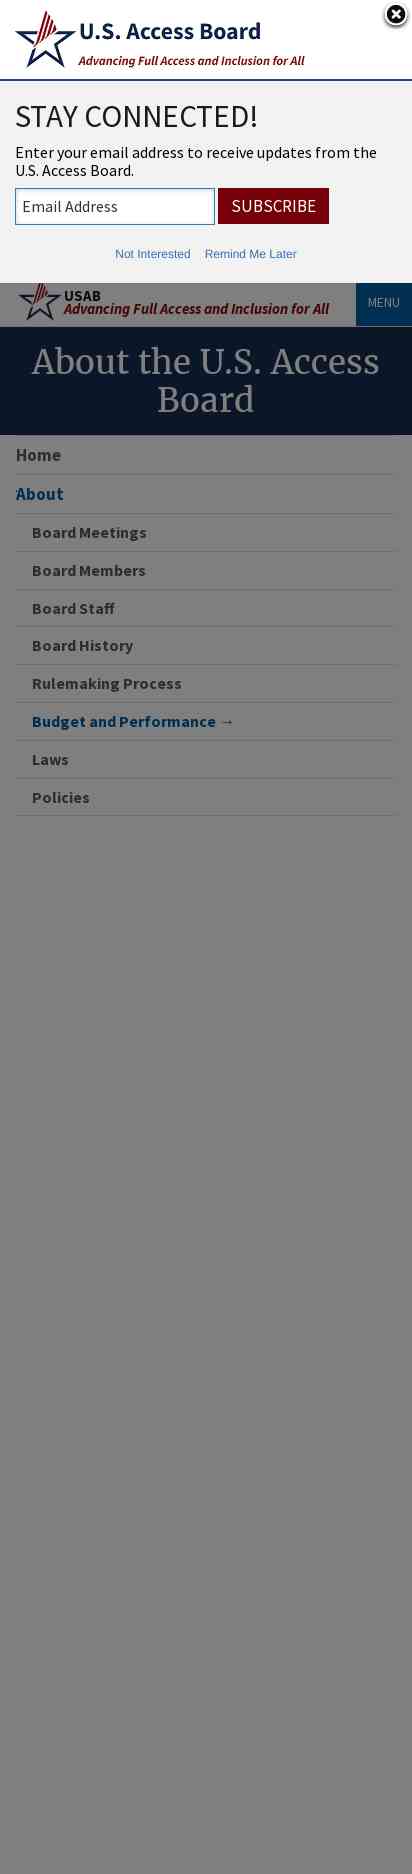 U.S. Access Board
Advancing Full Access and Inclusion for All
STAY CONNECTED!
Enter your email address to receive updates from the
U.S. Access Board.
Email Address
SUBSCRIBE
Not Interested Remind Me Later
USAB
Advancing Full Access and Inclusion for All
MENU
About the U.S. Access
Board
Home
About
Board Meetings
Board Members
Board Staff
Board History
Rulemaking Process
Budget and Performance →
Laws
Policies